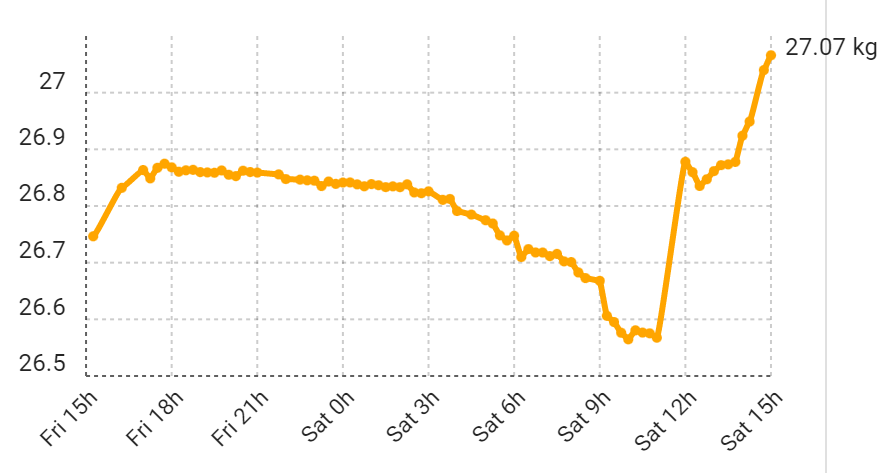 27.07 kg
27
26.9
26.8
26.7
26.6
26.5
Fri 15h
Fri 18h
Fri 21h
Sat 0h
Sat 3h
Sat 6h
Sat 9h
Sat 12h
Sat 15h